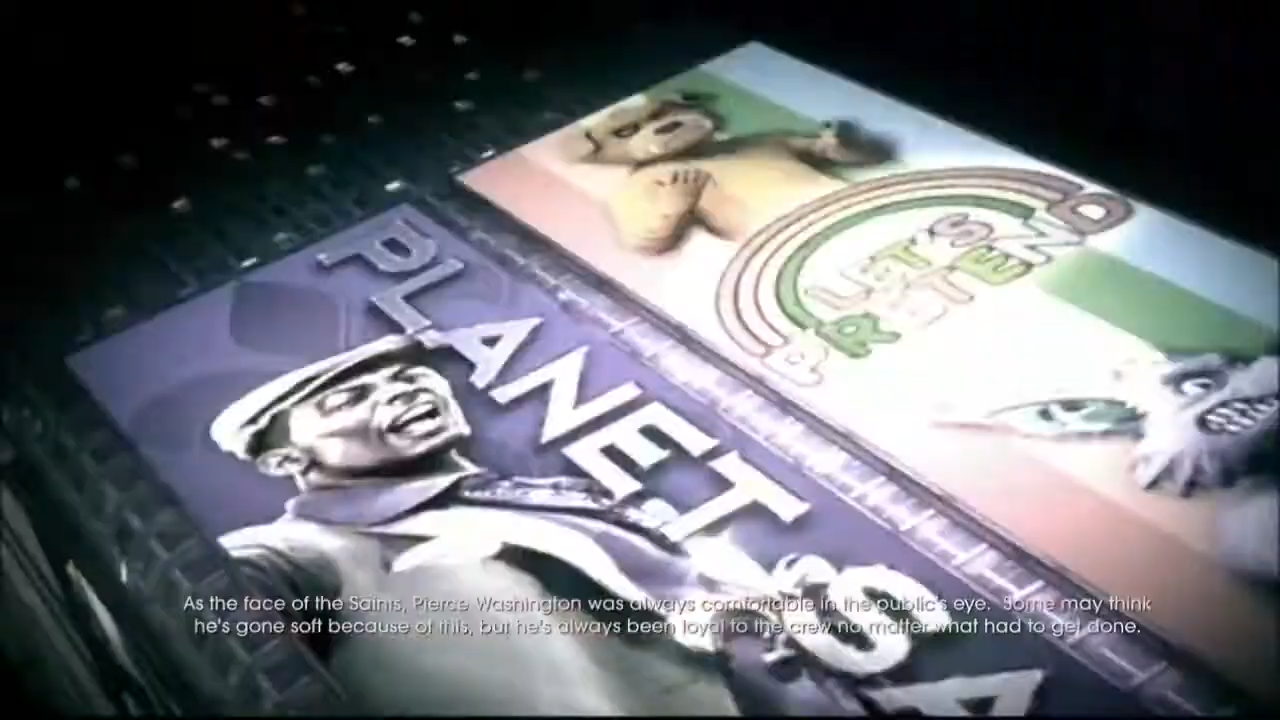 LET'S
PRETEND
PLANET
SA
As the face of the Saints, Pierce Washington was always comfortable in the public's eye. Some may think
he's gone soft because of this, but he's always been loyal to the crew no matter what had to get done.